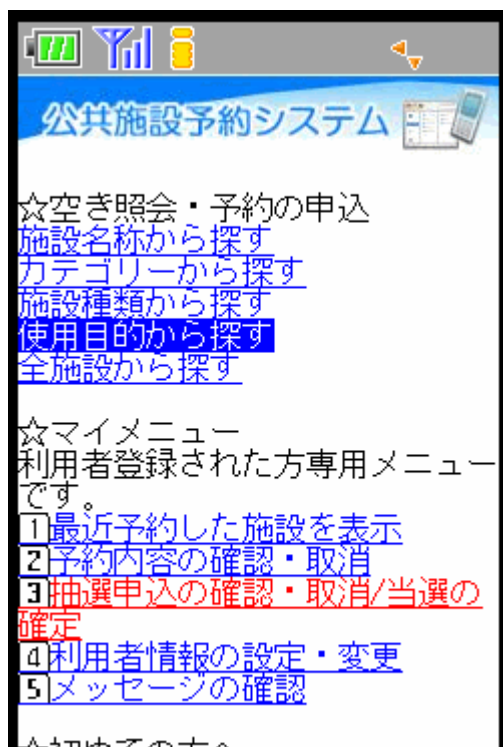 公共施設予約システム
☆空き照会・予約の申込
施設名称から探す
カテゴリーから探す
施設種類から探す
使用目的から探す
全施設から探す
☆マイメニュー
利用者登録された方専用メニュー
です。
1最近予約した施設を表示
2予約内容の確認・取消
3抽選申込の確認・取消/当選の
確定
4利用者情報の設定・変更
5メッセージの確認